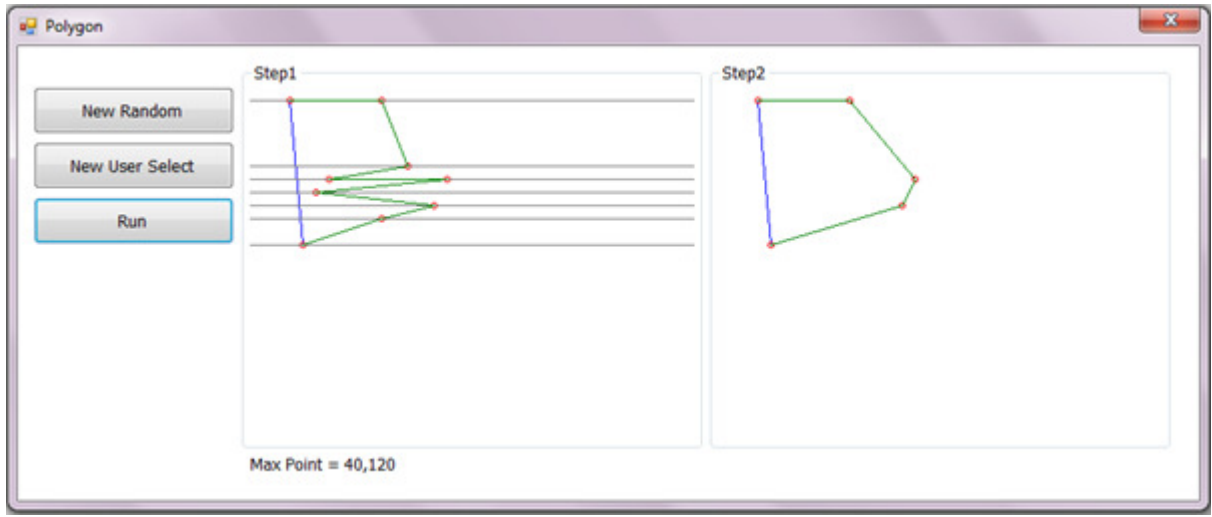 Polygon
New Random
New User Select
Run
Step1
Step2
Max Point = 40,120